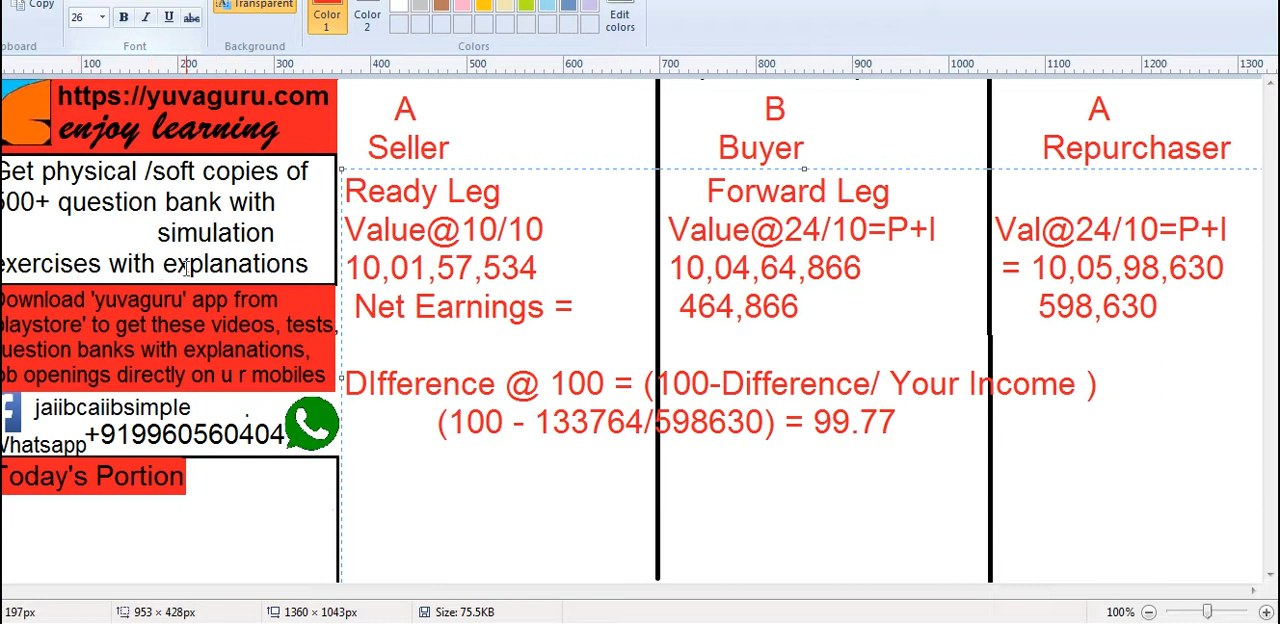 Copy
26
B I U abc
Transparent
Color 1
Color 2
Edit colors
Font
Background
Colors
100 200 300 400 500 600 700 800 900 1000 1100 1200 1300
https://yuvaguru.com
enjoy learning
Get physical /soft copies of
500+ question bank with
simulation
exercises with explanations
Download 'yuvaguru' app from
playstore' to get these videos, tests,
question banks with explanations,
job openings directly on u r mobiles
jaiibcaiibsimple
Whatsapp +919960560404
Today's Portion
A
Seller
B
Buyer
A
Repurchaser
Ready Leg
Forward Leg
Value@10/10
Value@24/10=P+I
Val@24/10=P+I
10,01,57,534
10,04,64,866
= 10,05,98,630
Net Earnings =
464,866
598,630
DIfference @ 100 = (100-Difference/ Your Income )
(100 - 133764/598630) = 99.77
197px
953 × 428px
1360 × 1043px
Size: 75.5KB
100%